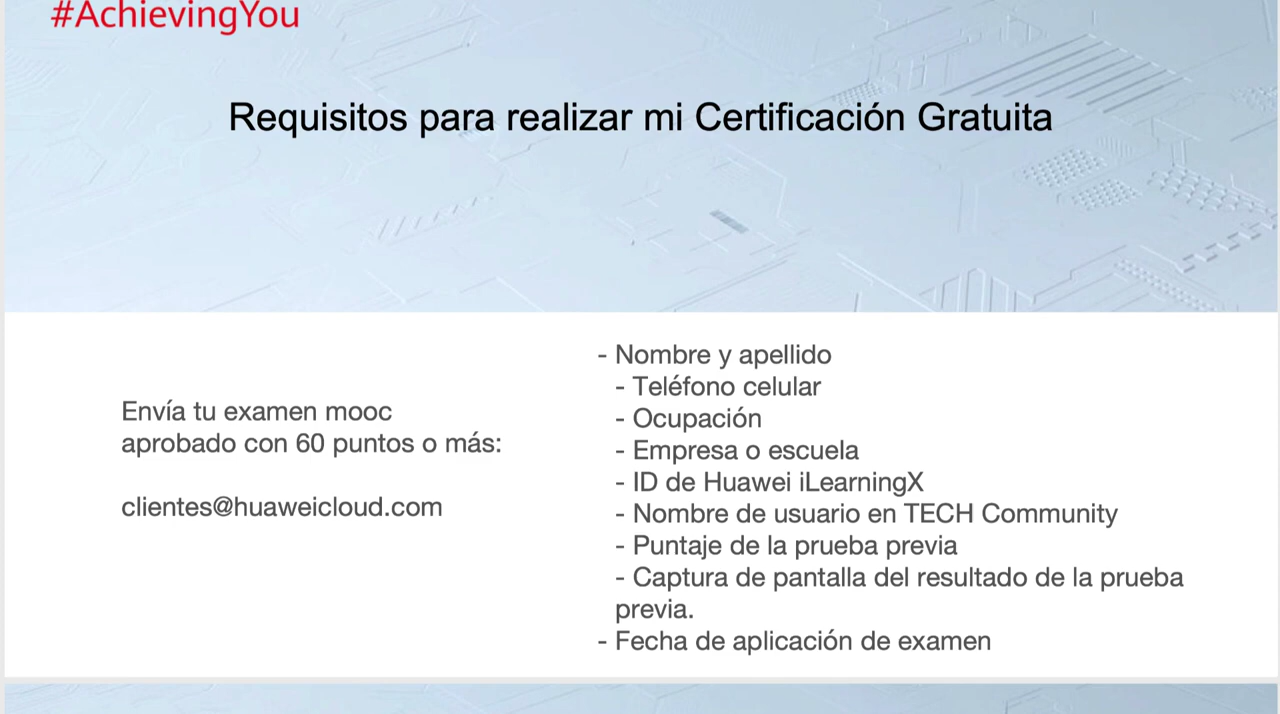 #AchievingYou
Requisitos para realizar mi Certificación Gratuita
Envía tu examen mooc
aprobado con 60 puntos o más:
clientes@huaweicloud.com
- Nombre y apellido
- Teléfono celular
- Ocupación
- Empresa o escuela
- ID de Huawei iLearningX
- Nombre de usuario en TECH Community
- Puntaje de la prueba previa
- Captura de pantalla del resultado de la prueba
previa.
- Fecha de aplicación de examen